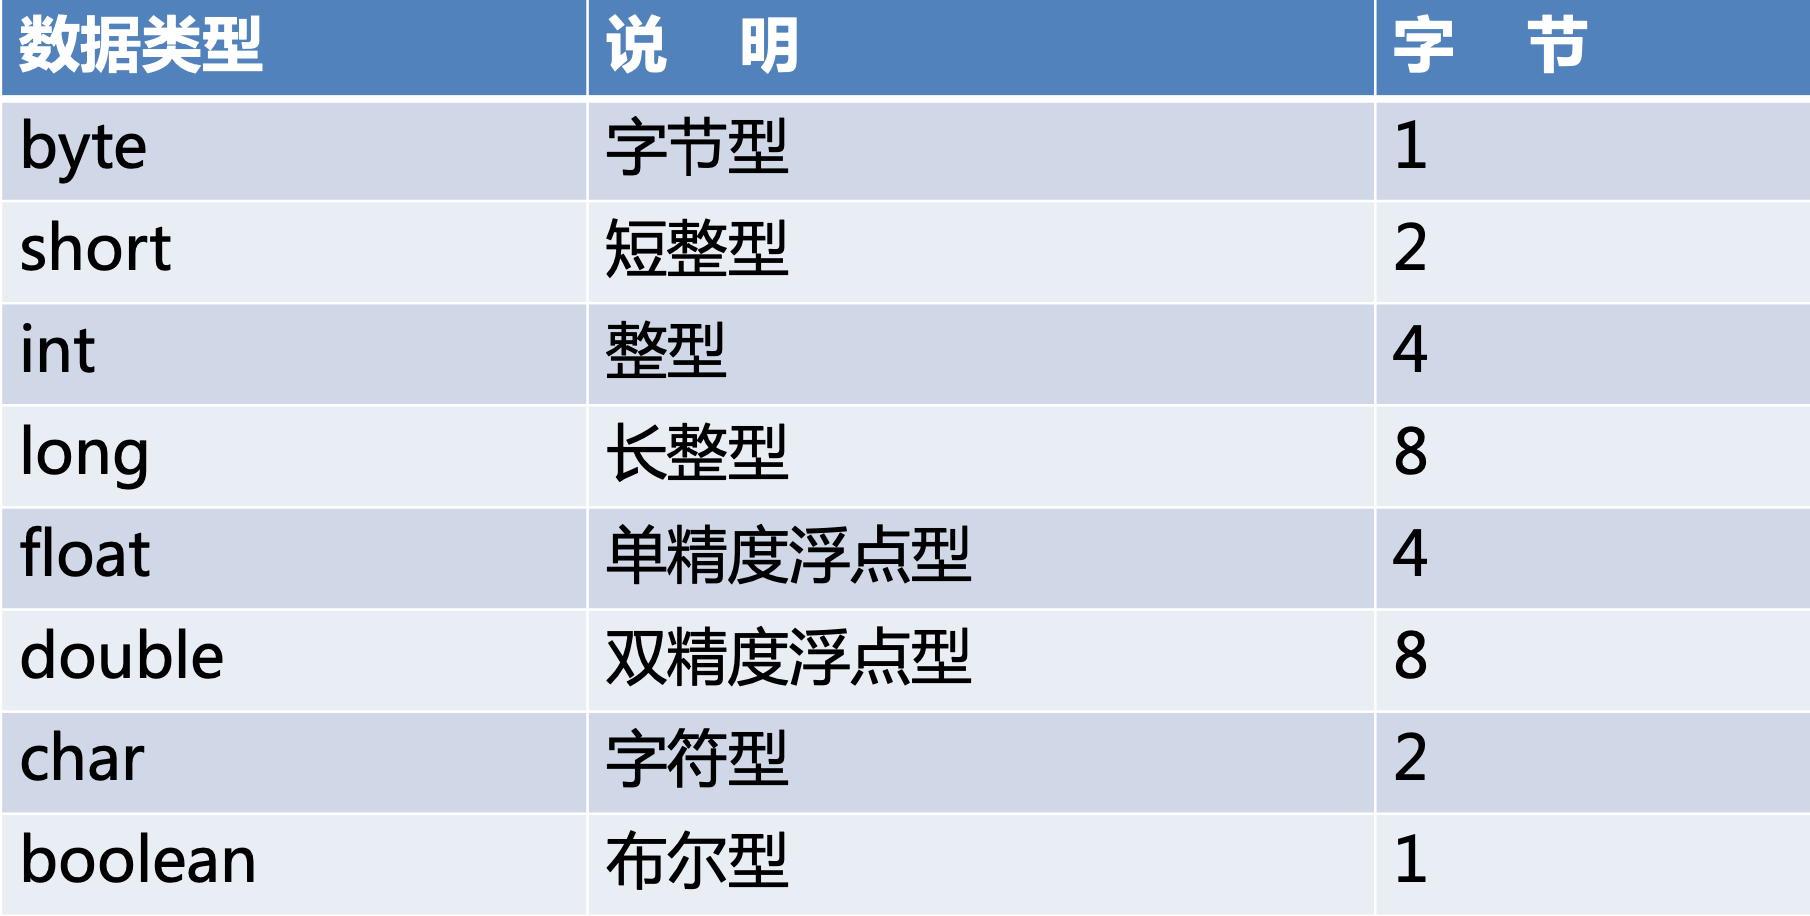 数据类型 说 明 字 节
byte 字节型 1
short 短整型 2
int 整型 4
long 长整型 8
float 单精度浮点型 4
double 双精度浮点型 8
char 字符型 2
boolean 布尔型 1